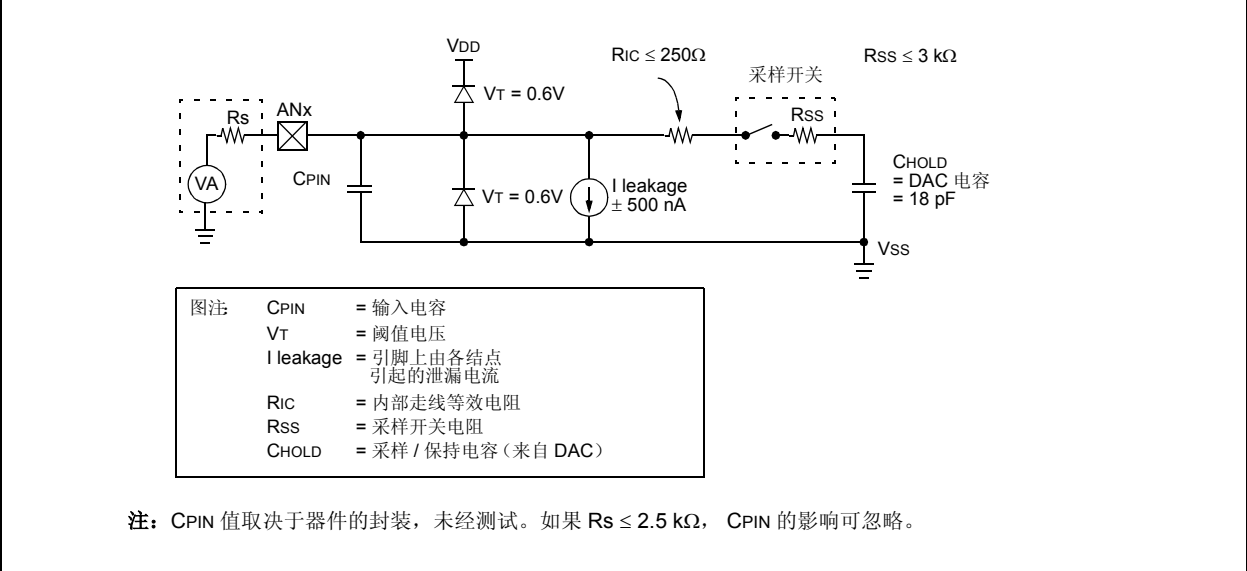 VDD
RIC ≤ 250Ω
RSS ≤ 3 kΩ
采样开关
VT = 0.6V
Rs
ANx
RSS
VA
CPIN
VT = 0.6V
I leakage
± 500 nA
CHOLD
= DAC 电容
= 18 pF
VSS
图注:
CPIN = 输入电容
VT = 阈值电压
I leakage = 引脚上由各结点
引起的泄漏电流
RIC = 内部走线等效电阻
RSS = 采样开关电阻
CHOLD = 采样 / 保持电容（来自 DAC）
注：CPIN 值取决于器件的封装，未经测试。如果 Rs ≤ 2.5 kΩ， CPIN 的影响可忽略。